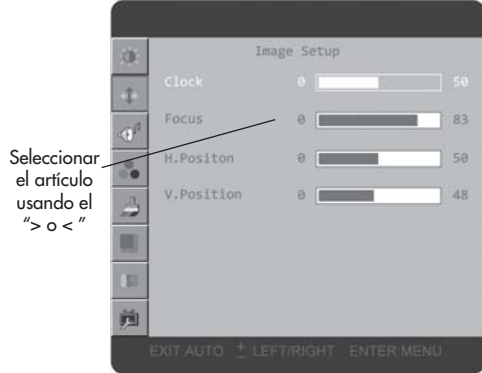 Image Setup
Clock 0 50
Focus 0 83
H.Positon 0 50
V.Position 0 48
Seleccionar
el artículo
usando el
“> o < ”
EXIT:AUTO ± LEFT/RIGHT ENTER:MENU